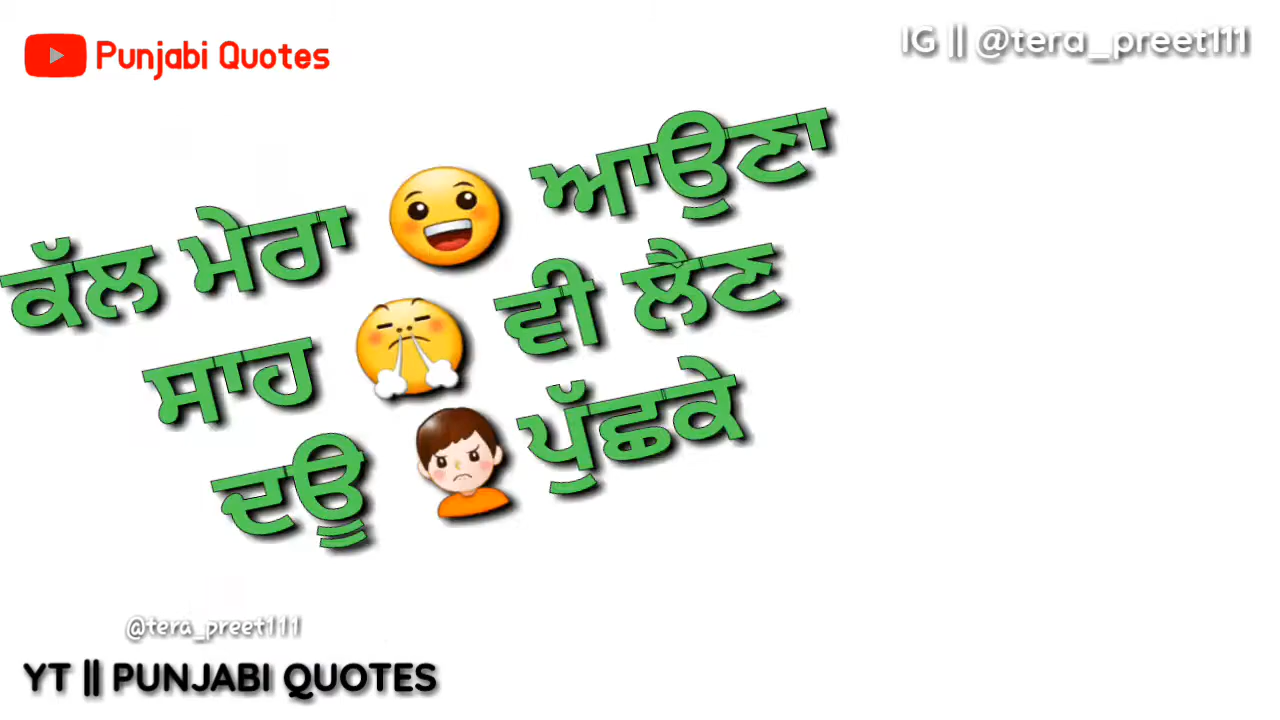 Punjabi Quotes
IG || @tera_preet111
ਕੱਲ ਮੇਰਾ 😀 ਆਉਣਾ
ਸਾਹ 😤 ਵੀ ਲੈਣ
ਦਊ 🙎‍♂️ ਪੁੱਛਕੇ
@tera_preet111
YT || PUNJABI QUOTES